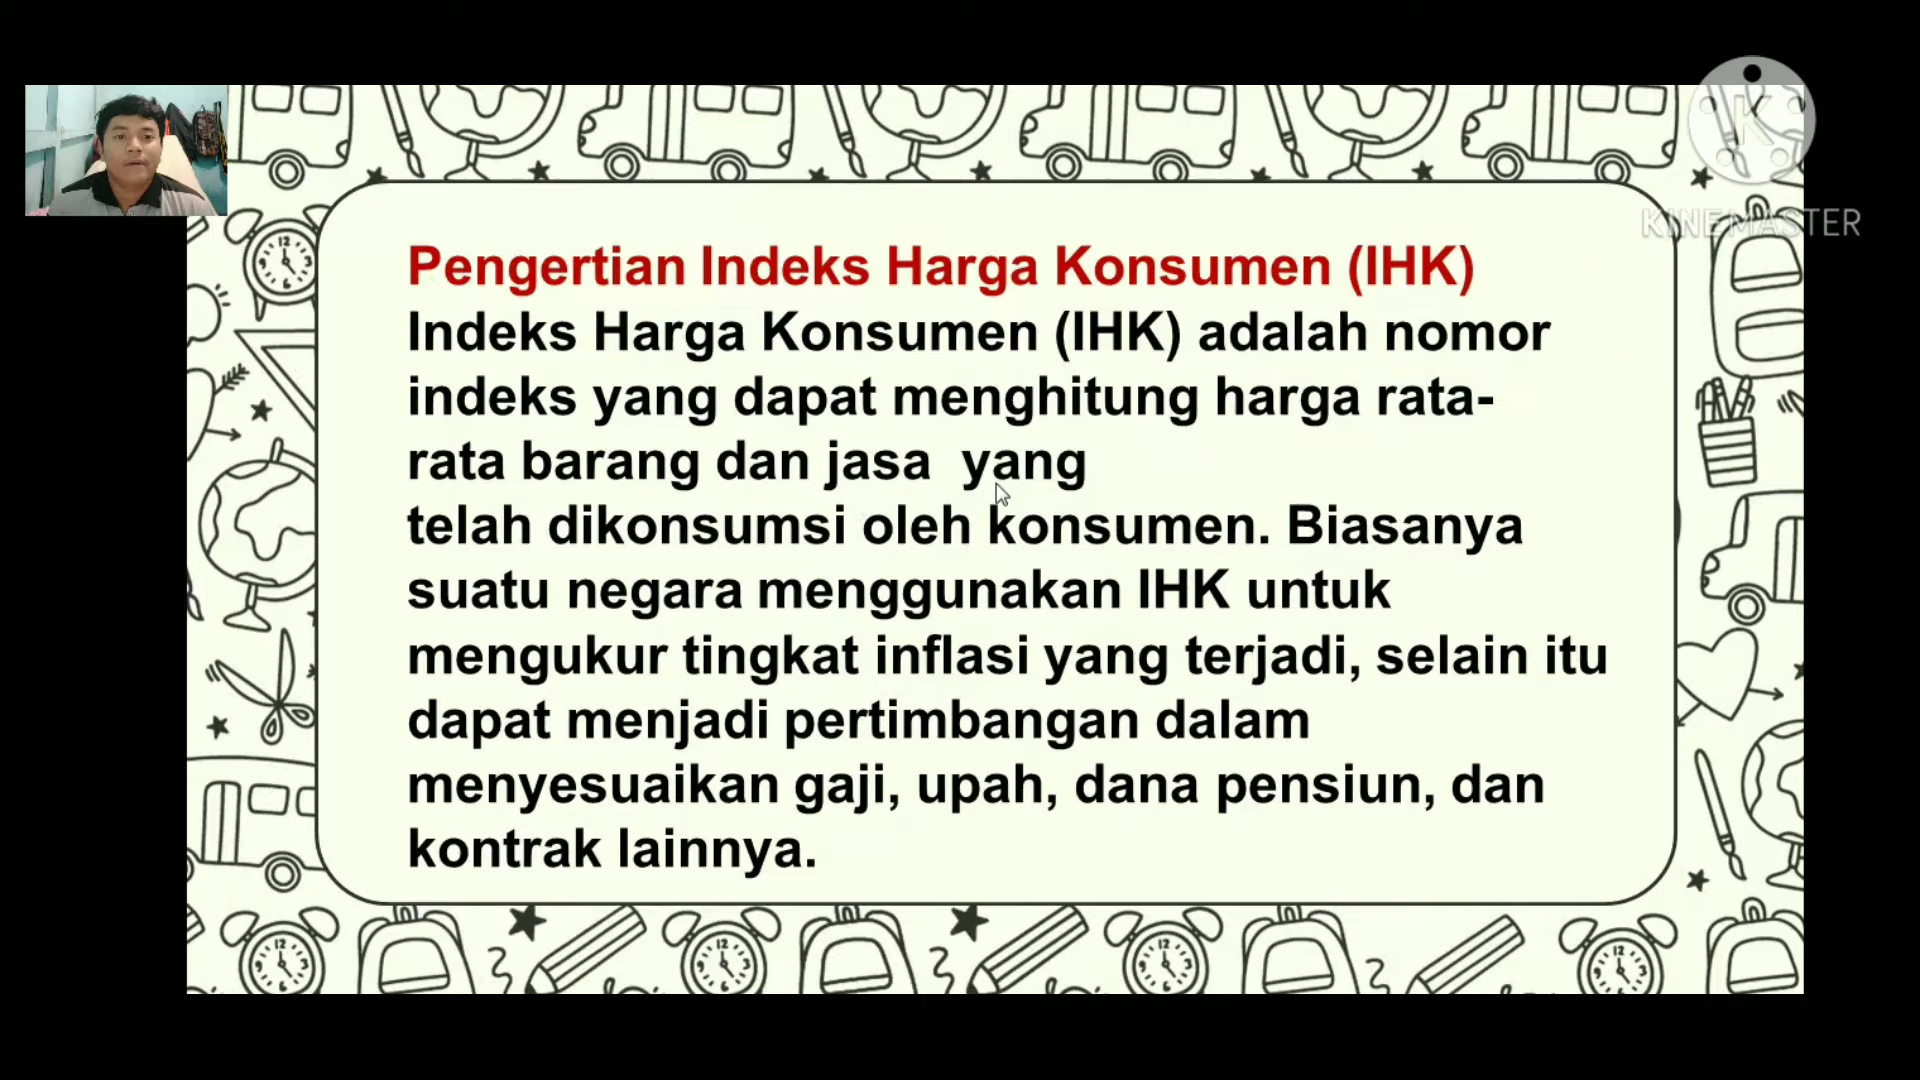 Pengertian Indeks Harga Konsumen (IHK)
Indeks Harga Konsumen (IHK) adalah nomor
indeks yang dapat menghitung harga rata-
rata barang dan jasa  yang
telah dikonsumsi oleh konsumen. Biasanya
suatu negara menggunakan IHK untuk
mengukur tingkat inflasi yang terjadi, selain itu
dapat menjadi pertimbangan dalam
menyesuaikan gaji, upah, dana pensiun, dan
kontrak lainnya.
K
KINEMASTER